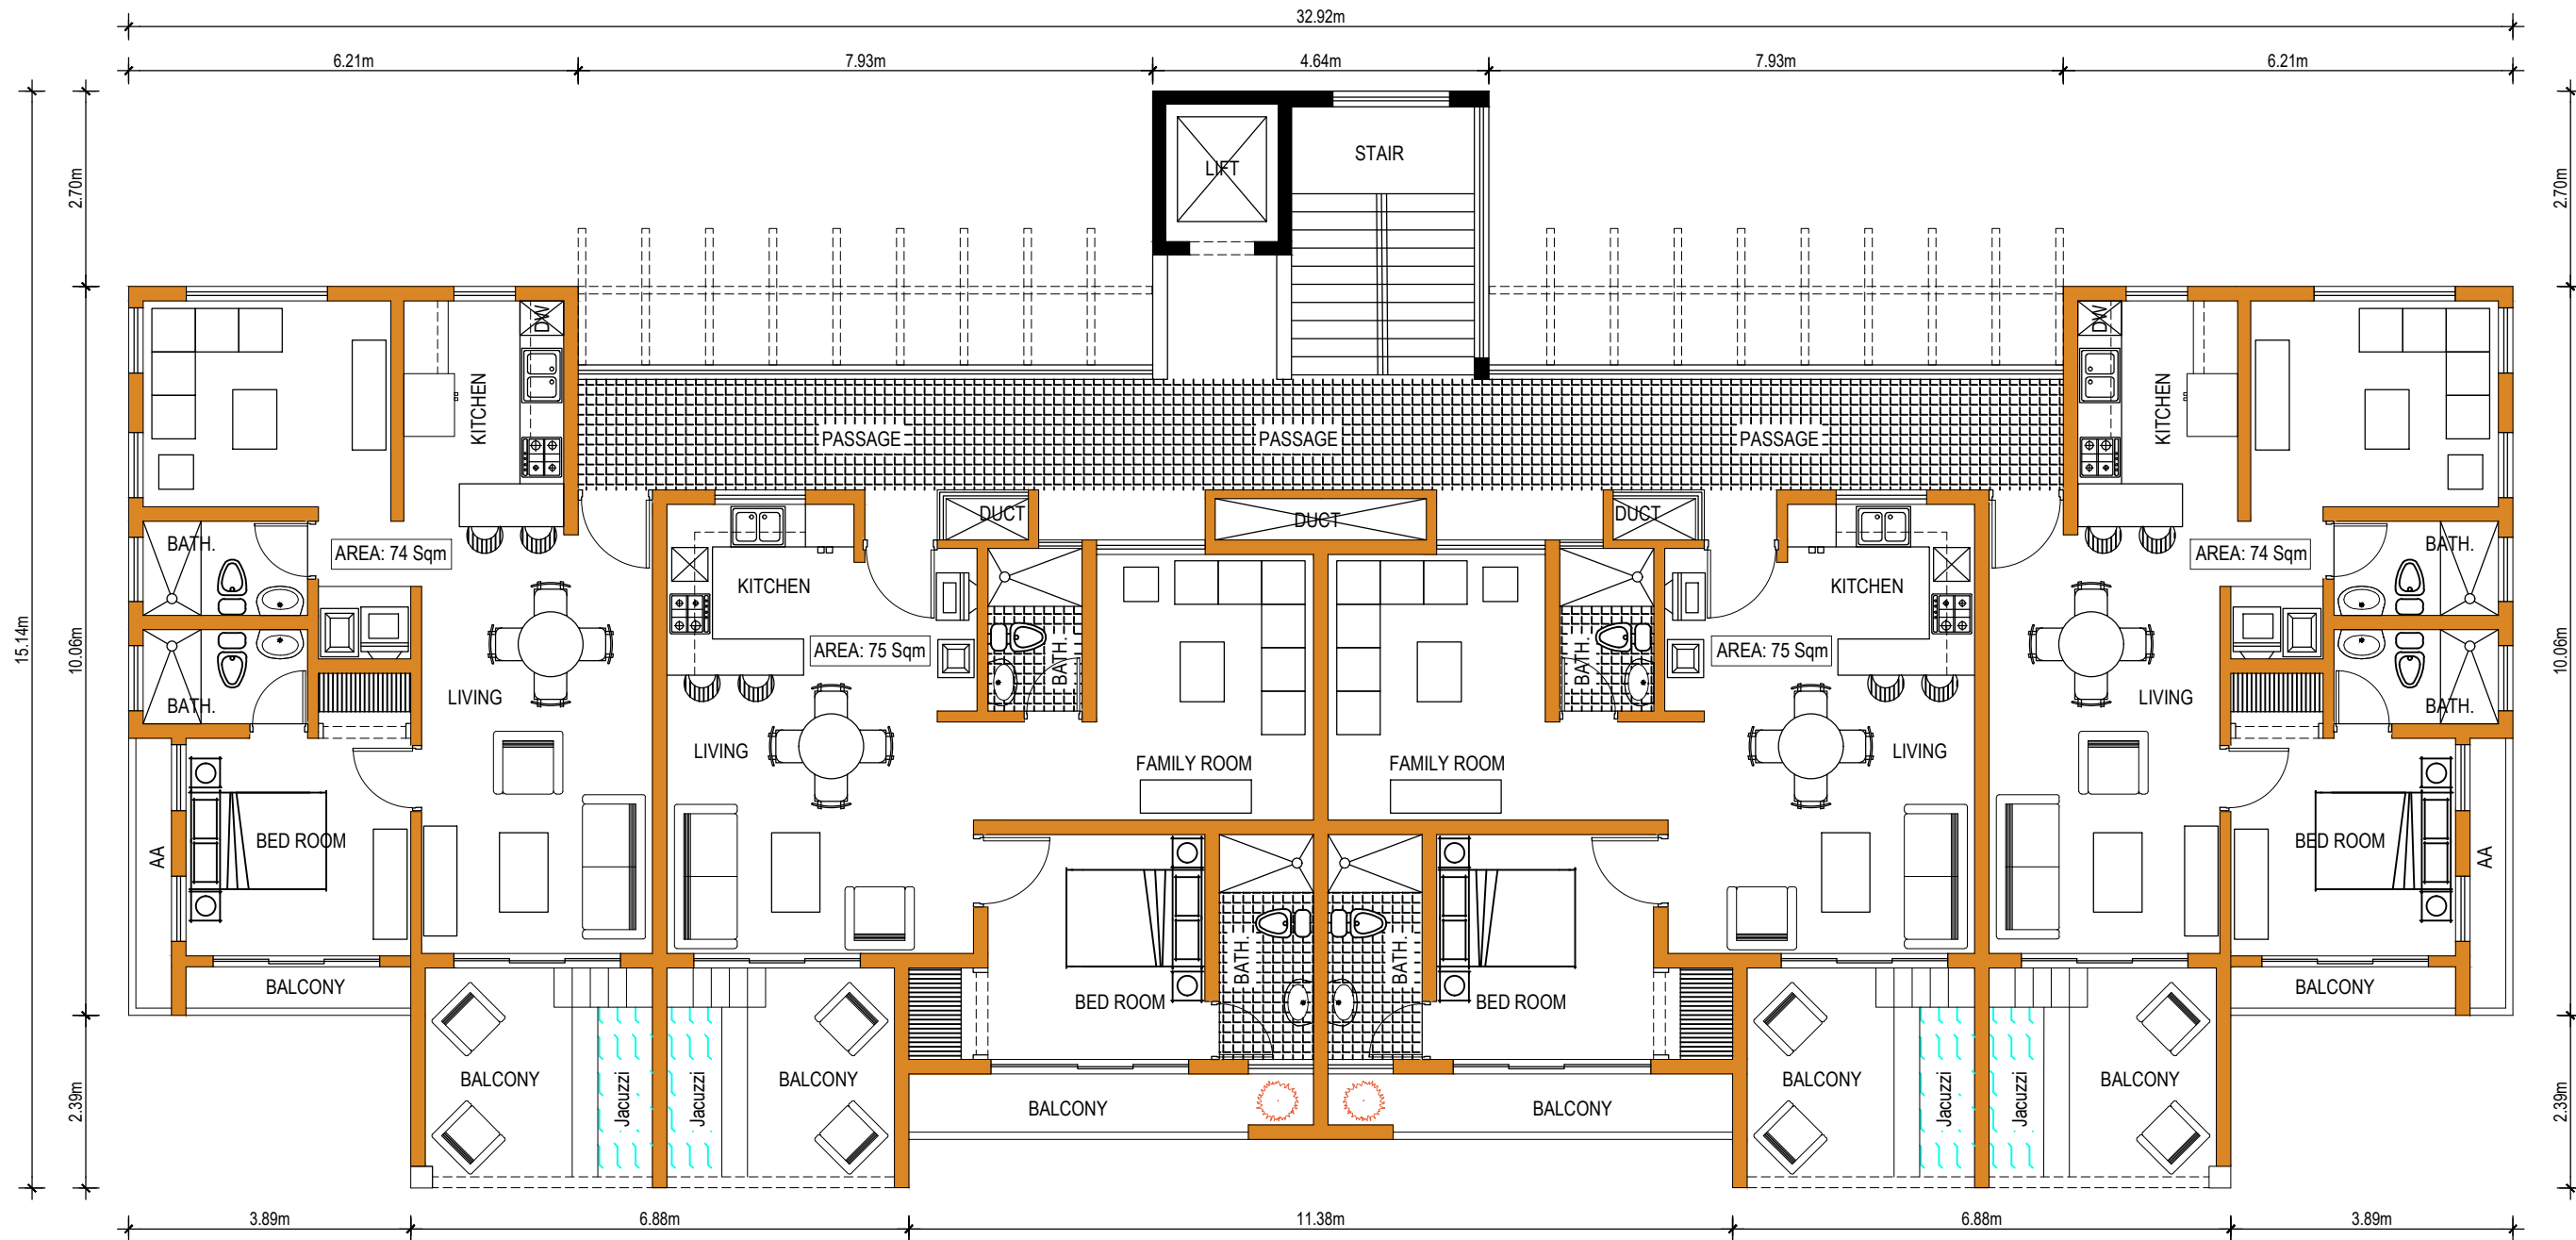 32.92m
6.21m
7.93m
4.64m
7.93m
6.21m
15.14m
2.70m
10.06m
2.39m
2.70m
10.06m
2.39m
LIFT
STAIR
DW
KITCHEN
PASSAGE
PASSAGE
PASSAGE
DW
KITCHEN
DUCT
DUCT
DUCT
BATH.
AREA: 74 Sqm
AREA: 74 Sqm
BATH.
KITCHEN
KITCHEN
AREA: 75 Sqm
BATH.
BATH.
AREA: 75 Sqm
BATH.
LIVING
LIVING
BATH.
LIVING
FAMILY ROOM
FAMILY ROOM
LIVING
AA
BED ROOM
BED ROOM
AA
BALCONY
BED ROOM
BATH.
BATH.
BED ROOM
BALCONY
BALCONY
Jacuzzi
Jacuzzi
BALCONY
BALCONY
BALCONY
BALCONY
Jacuzzi
Jacuzzi
BALCONY
3.89m
6.88m
11.38m
6.88m
3.89m